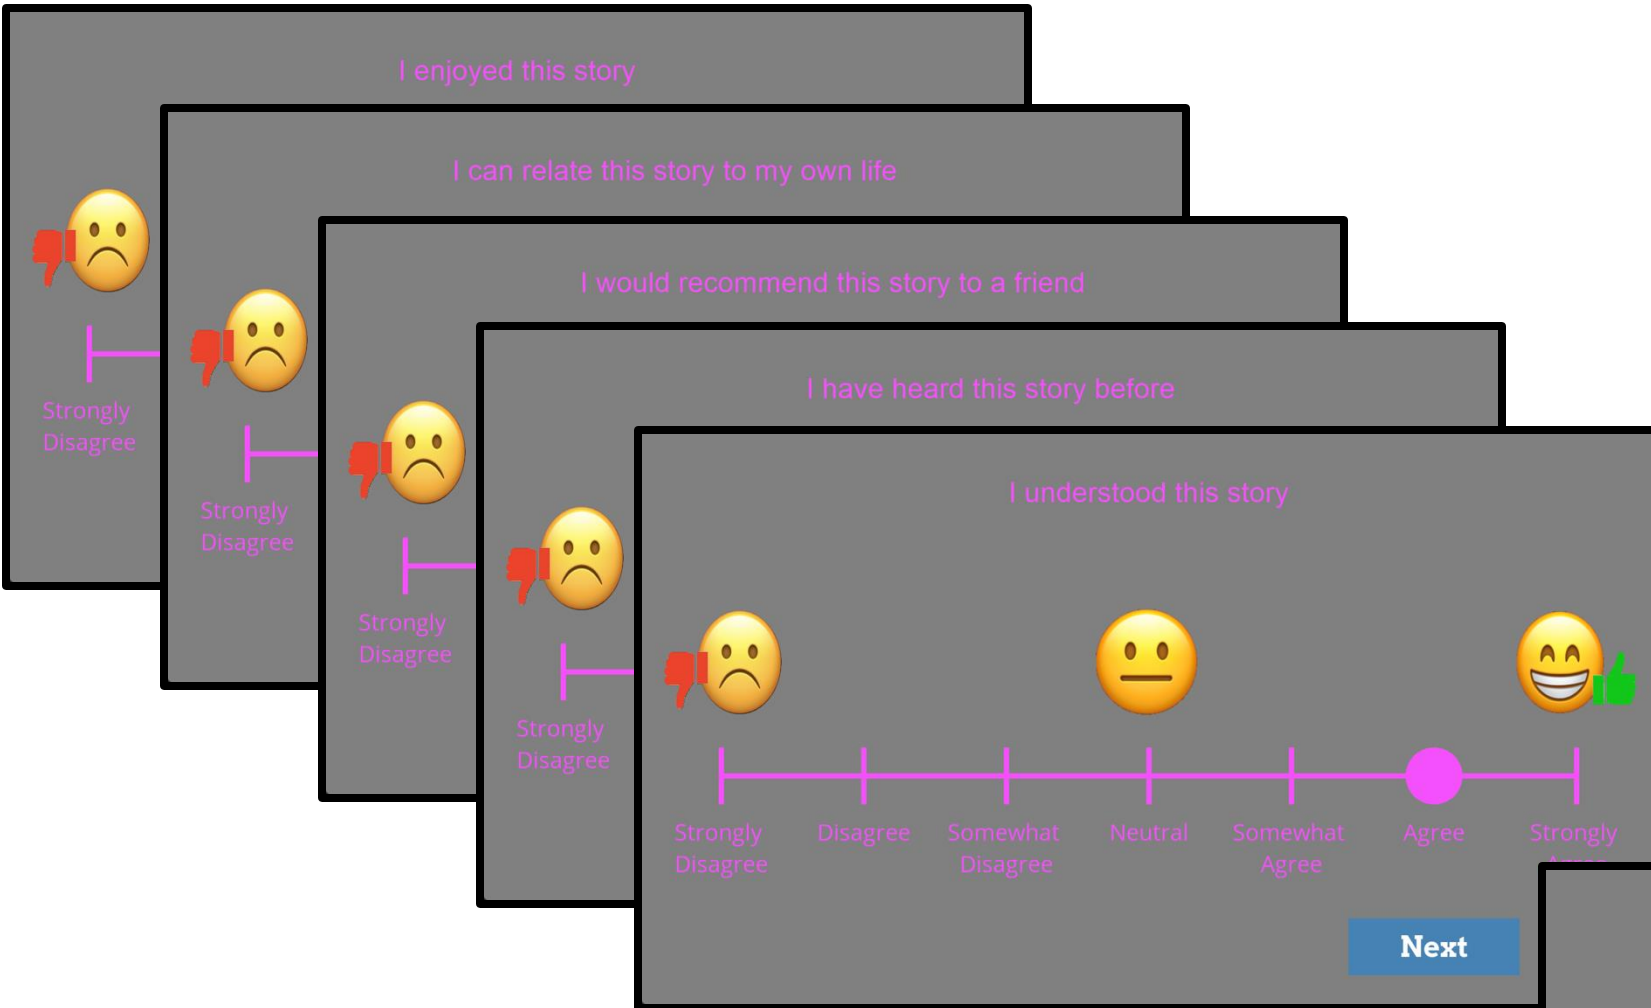 I enjoyed this story
Strongly
Disagree
I can relate this story to my own life
Strongly
Disagree
I would recommend this story to a friend
Strongly
Disagree
I have heard this story before
Strongly
Disagree
I understood this story
Strongly
Disagree
Disagree
Somewhat
Disagree
Neutral
Somewhat
Agree
Agree
Strongly
Next